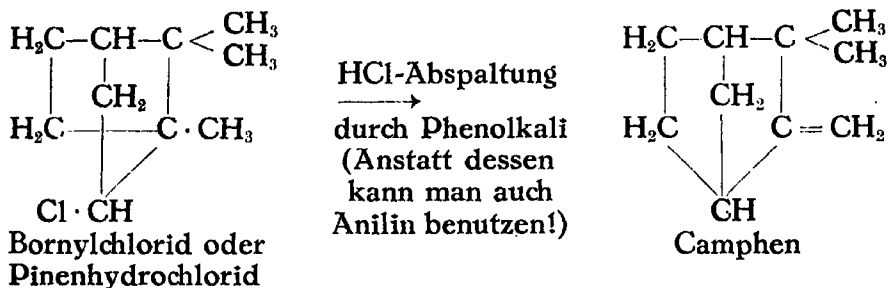 H₂C—CH—C < CH₃
CH₃
CH₂
H₂C — C · CH₃
Cl · CH
Bornylchlorid oder
Pinenhydrochlorid
HCl-Abspaltung
durch Phenolkali
(Anstatt dessen
kann man auch
Anilin benutzen!)
H₂C—CH—C < CH₃
CH₃
CH₂
H₂C C=CH₂
CH
Camphen